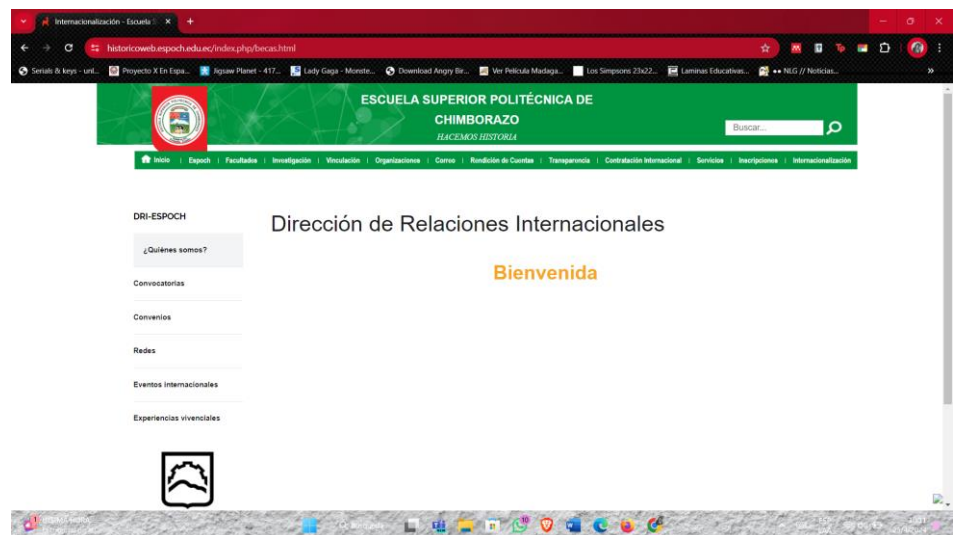 Internacionalización - Escuela
historicoweb.espoch.edu.ec/index.php/becas.html
Serials & keys - unl...
Proyecto X En Espa...
Jigsaw Planet - 417...
Lady Gaga - Monste...
Download Angry Bir...
Ver Película Madaga...
Los Simpsons 23x22...
Laminas Educativas...
•• NLG // Noticias...
»
ESCUELA SUPERIOR POLITÉCNICA DE
CHIMBORAZO
HACEMOS HISTORIA
Buscar...
Inicio | Espoch | Facultades | Investigación | Vinculación | Organizaciones | Correo | Rendición de Cuentas | Transparencia | Contratación Internacional | Servicios | Inscripciones | Internacionalización
DRI-ESPOCH
¿Quiénes somos?
Convocatorias
Convenios
Redes
Eventos internacionales
Experiencias vivenciales
Dirección de Relaciones Internacionales
Bienvenida